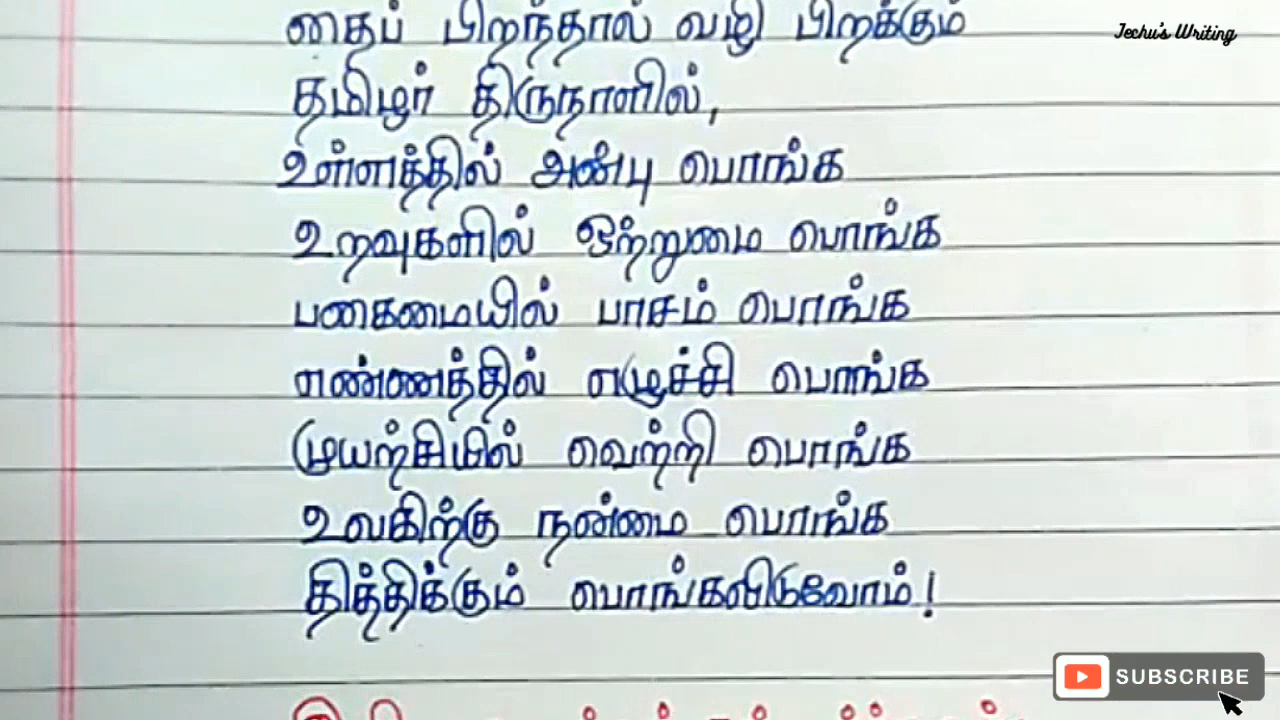 தைப் பிறந்தால் வழி பிறக்கும்
Jechu's Writing
தமிழர் திருநாளில்,
உள்ளத்தில் அன்பு பொங்க
உறவுகளில் ஒற்றுமை பொங்க
பகைமையில் பாசம் பொங்க
எண்ணத்தில் எழுச்சி பொங்க
முயற்சியில் வெற்றி பொங்க
உலகிற்கு நன்மை பொங்க
தித்திக்கும் பொங்கலிடுவோம்!
SUBSCRIBE